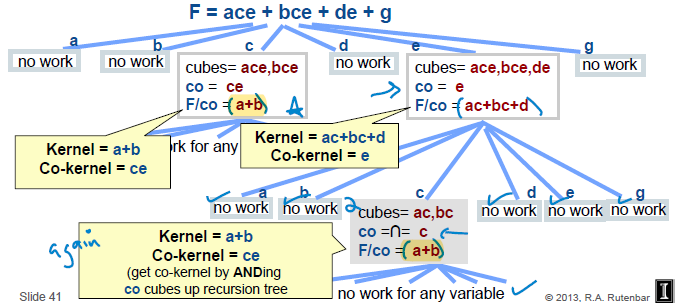 F = ace + bce + de + g
a
b
c
d
e
g
no work
no work
cubes= ace,bce
co = ce
F/co =(a+b)
no work
cubes= ace,bce,de
co = e
F/co =(ac+bc+d)
no work
Kernel = a+b
Co-kernel = ce
rk for any
Kernel = ac+bc+d
Co-kernel = e
a
b
c
d
e
g
no work
no work
cubes= ac,bc
co =∩= c
F/co =(a+b)
no work
no work
no work
again
Kernel = a+b
Co-kernel = ce
(get co-kernel by ANDing
co cubes up recursion tree
no work for any variable
Slide 41
© 2013, R.A. Rutenbar
I